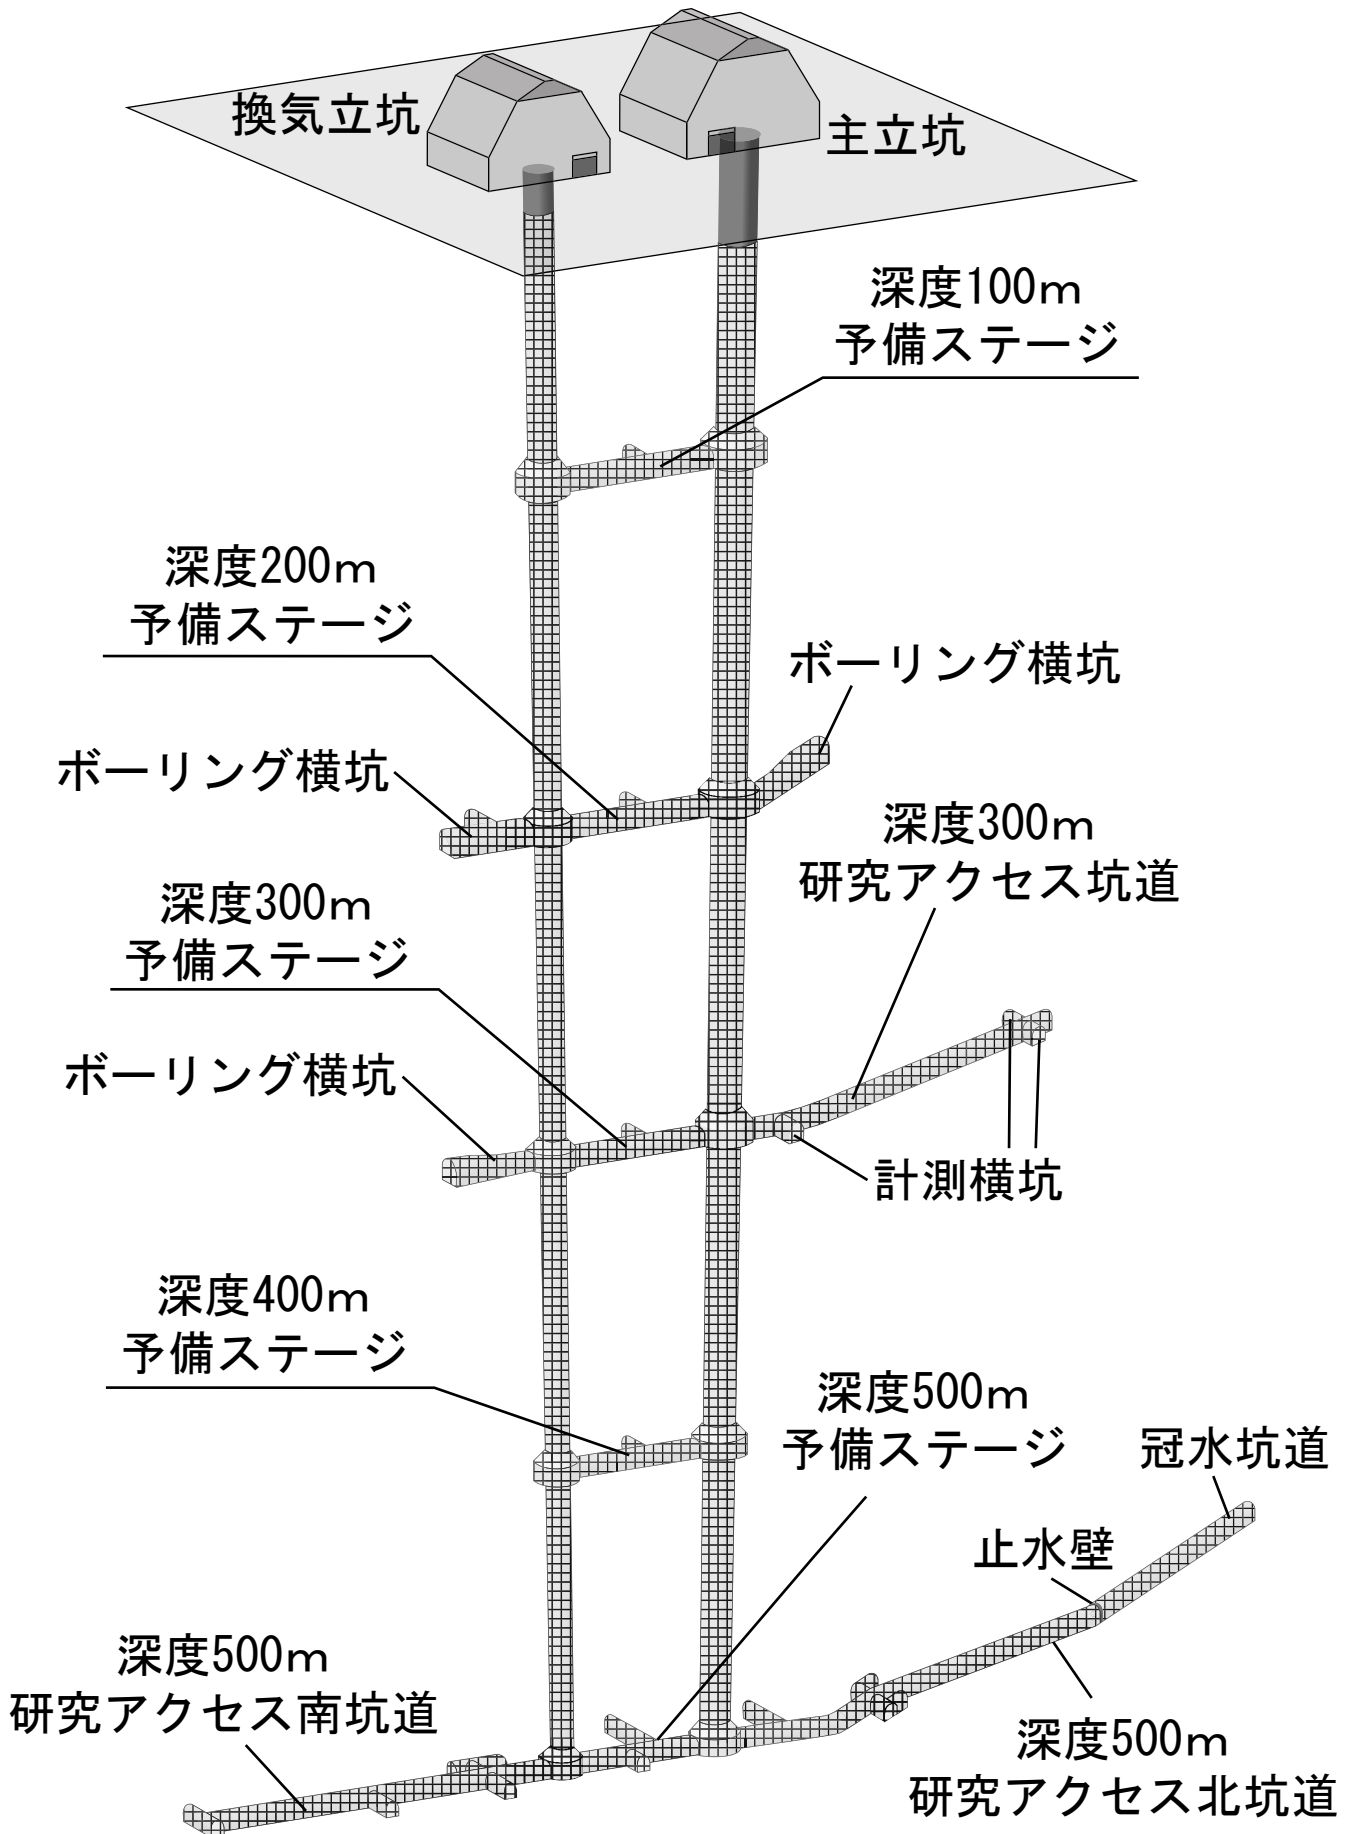 換気立坑
主立坑
深度100m
予備ステージ
深度200m
予備ステージ
ボーリング横坑
ボーリング横坑
深度300m
研究アクセス坑道
深度300m
予備ステージ
ボーリング横坑
計測横坑
深度400m
予備ステージ
深度500m
予備ステージ
冠水坑道
止水壁
深度500m
研究アクセス南坑道
深度500m
研究アクセス北坑道